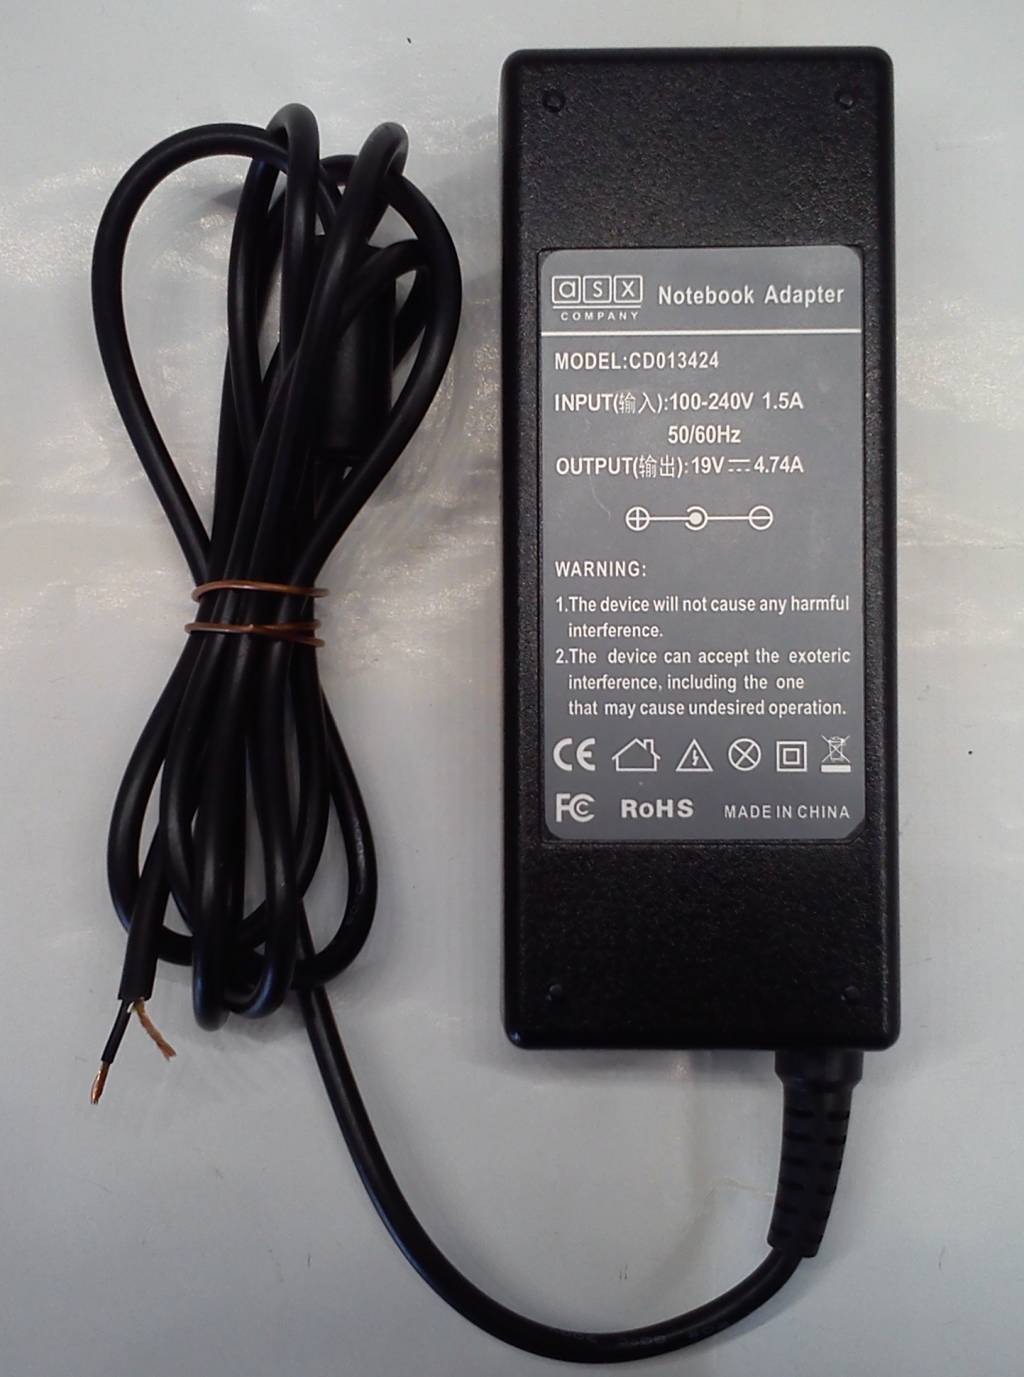 asx
COMPANY
Notebook Adapter
MODEL:CD013424
INPUT(输入):100-240V 1.5A
50/60Hz
OUTPUT(输出):19V⎓4.74A
WARNING:
1.The device will not cause any harmful
interference.
2.The device can accept the exoteric
interference, including the one
that may cause undesired operation.
CE
FC RoHS MADE IN CHINA